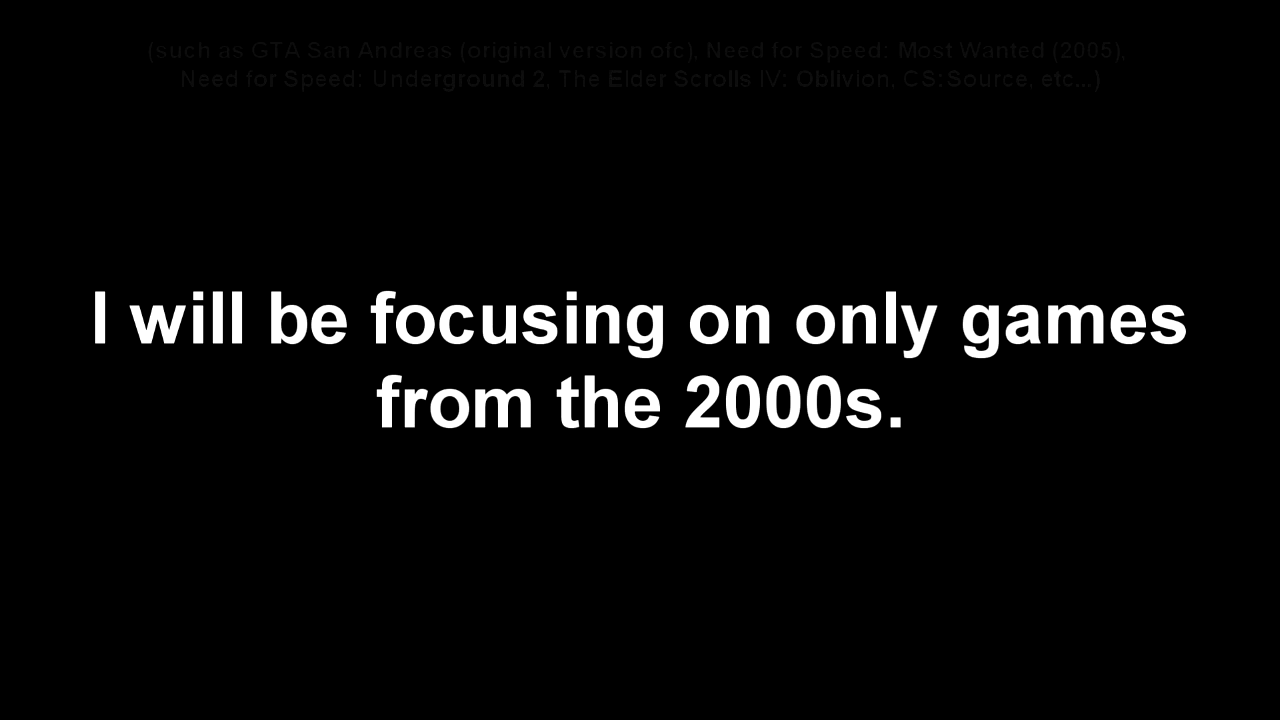 (such as GTA San Andreas (original version ofc), Need for Speed: Most Wanted (2005),
Need for Speed: Underground 2, The Elder Scrolls IV: Oblivion, CS:Source, etc...)
I will be focusing on only games
from the 2000s.